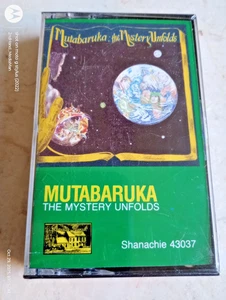 Mutabaruka: the Mystery Unfolds
MUTABARUKA
THE MYSTERY UNFOLDS
Shanachie 43037